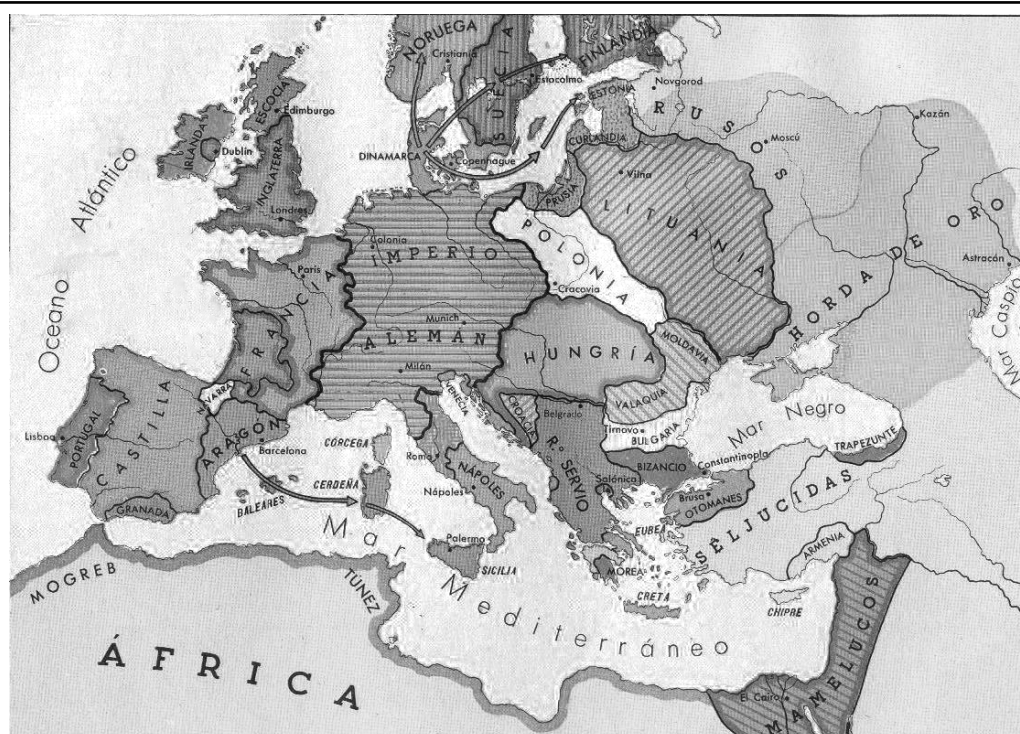 NORUEGA
Cristianía
SUECIA
FINLANDIA
Estocolmo
ESTONIA
Novgorod
RUSOS
Moscú
Kazán
ESCOCIA
Edimburgo
IRLANDA
Dublín
INGLATERRA
Londres
DINAMARCA
Copenhague
CURLANDIA
PRUSIA
Vilna
LITUANIA
Océano Atlántico
Colonia
IMPERIO
ALEMÁN
Munich
Milán
POLONIA
Cracovia
HORDA DE ORO
Astracán
Mar Caspio
París
FRANCIA
HUNGRÍA
MOLDAVIA
VALAQUIA
VENECIA
CROACIA
Belgrado
Tirnovo
BULGARIA
Mar Negro
TRAPEZUNTE
NAVARRA
PORTUGAL
Lisboa
CASTILLA
ARAGÓN
Barcelona
GRANADA
BALEARES
CÓRCEGA
CERDEÑA
Roma
NÁPOLES
Nápoles
Palermo
SICILIA
SERVIO
Salónica
BIZANCIO
Constantinopla
Brusa
OTOMANES
SELJUCIDAS
EUBEA
MOREA
CRETA
ARMENIA
CHIPRE
Mar Mediterráneo
MOGREB
TÚNEZ
ÁFRICA
El Cairo
MAMELUCOS